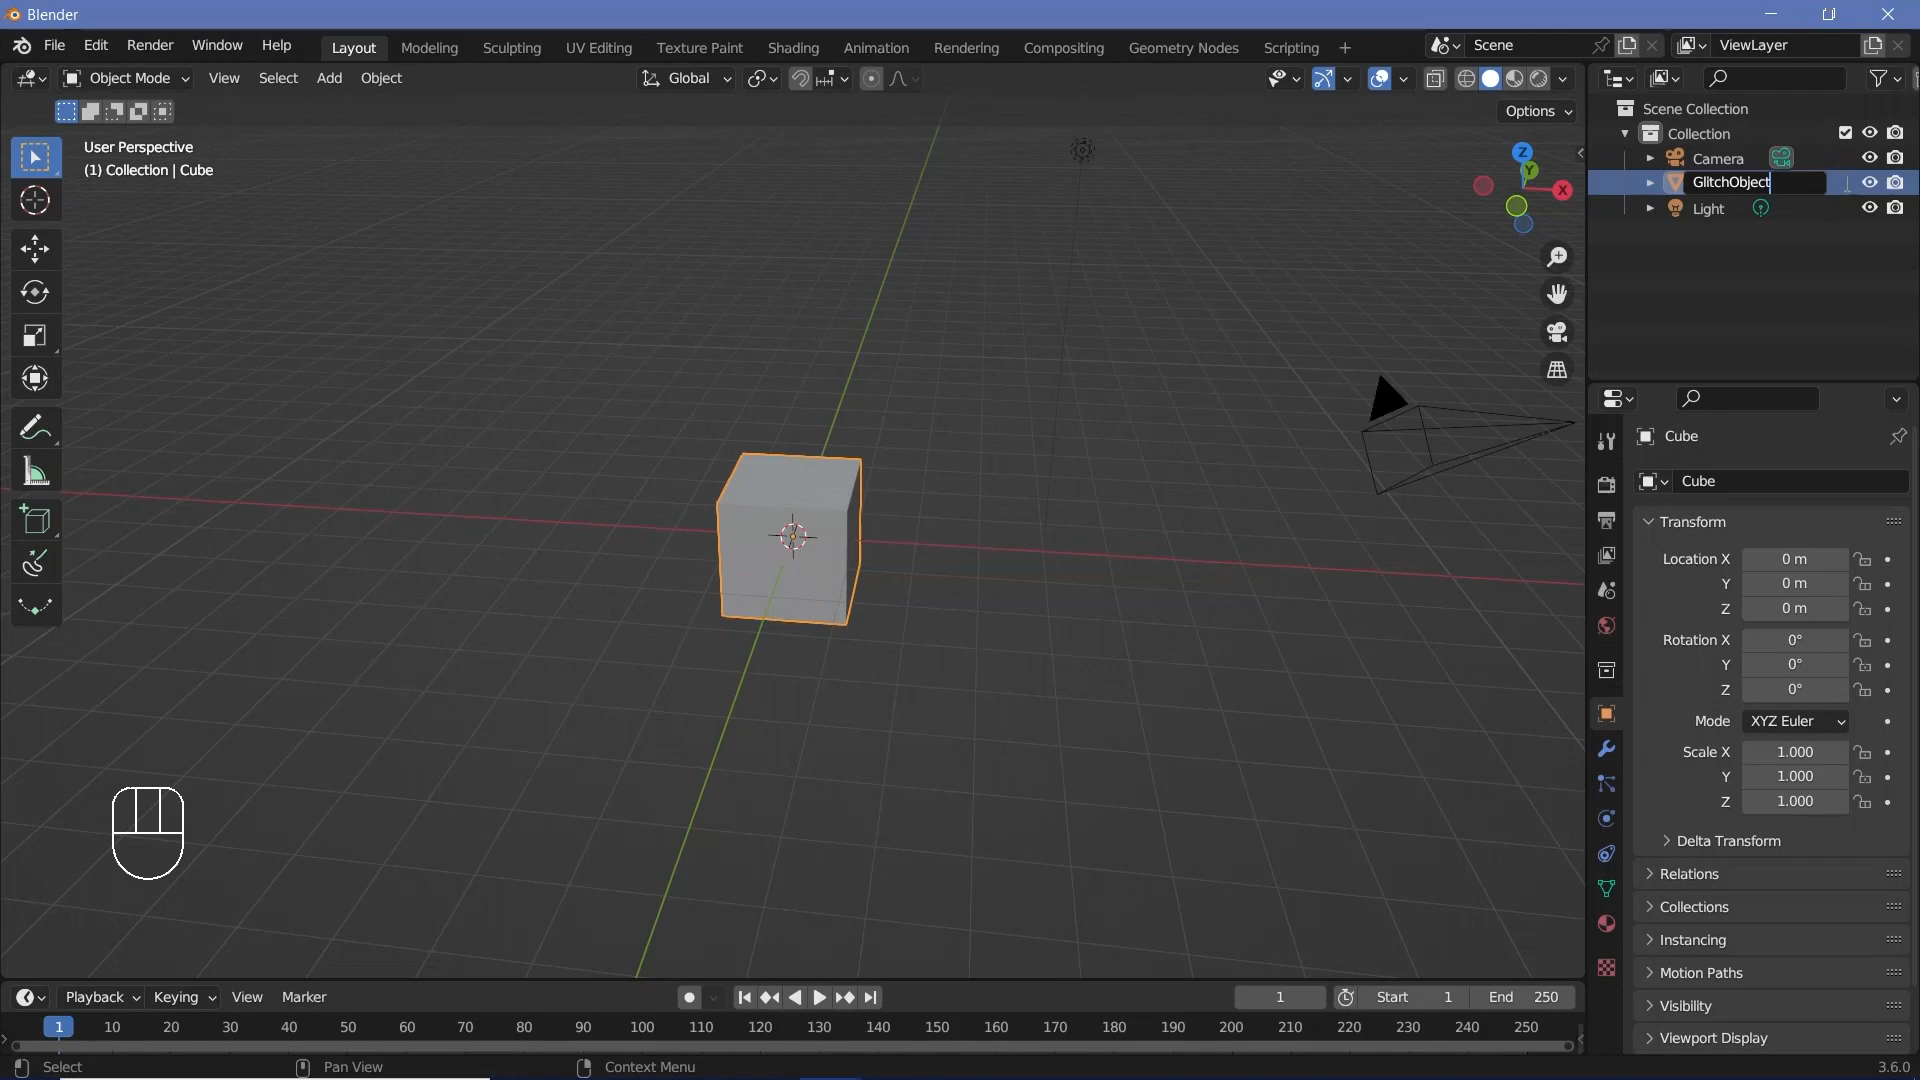 Blender
File Edit Render Window Help Layout Modeling Sculpting UV Editing Texture Paint Shading Animation Rendering Compositing Geometry Nodes Scripting + Scene ViewLayer
Object Mode View Select Add Object Global
Options
User Perspective
(1) Collection | Cube
Z
Y
X
Scene Collection
Collection
Camera
GlitchObject
Light
Cube
Cube
Transform
Location X 0 m
Y 0 m
Z 0 m
Rotation X 0°
Y 0°
Z 0°
Mode XYZ Euler
Scale X 1.000
Y 1.000
Z 1.000
Delta Transform
Relations
Collections
Instancing
Motion Paths
Visibility
Viewport Display
Playback Keying View Marker 1 Start 1 End 250
1 10 20 30 40 50 60 70 80 90 100 110 120 130 140 150 160 170 180 190 200 210 220 230 240 250
Select Pan View Context Menu 3.6.0